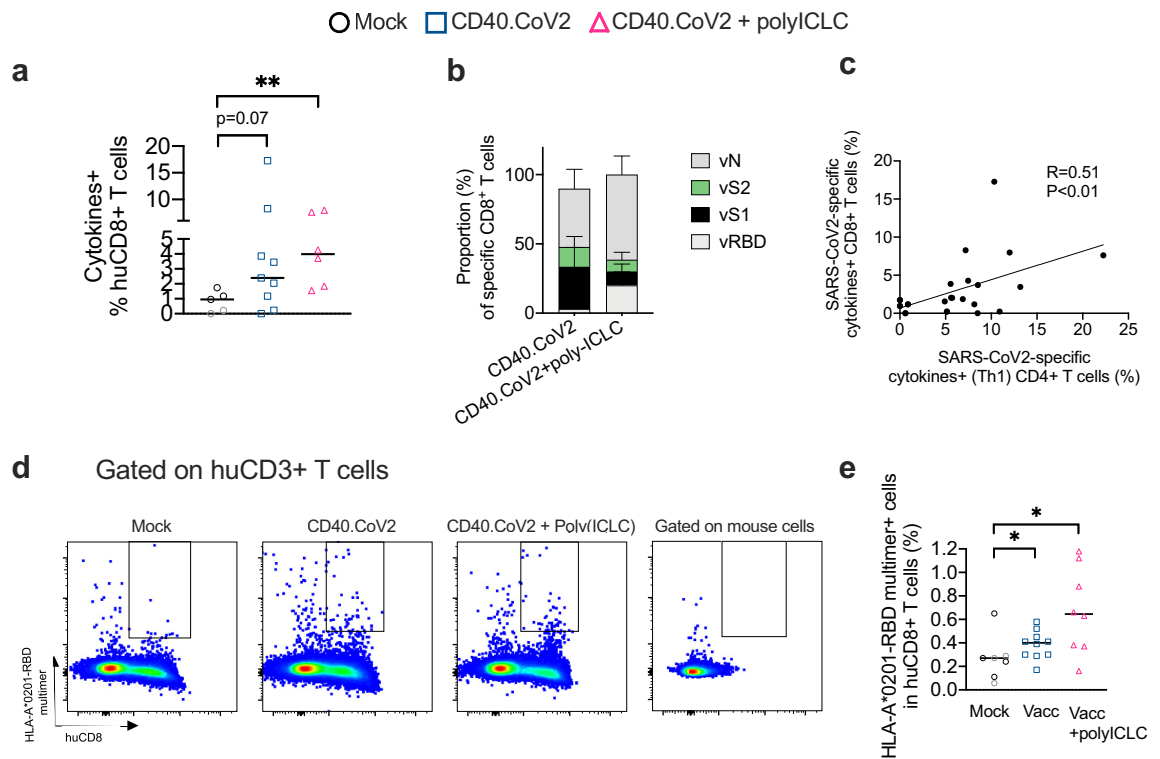 Mock CD40.CoV2 CD40.CoV2 + polyICLC
a
**
p=0.07
Cytokines+
% huCD8+ T cells
20
15
10
5
4
3
2
1
0
b
Proportion (%)
of specific CD8+ T cells
100
50
0
CD40.CoV2
CD40.CoV2+poly-ICLC
vN
vS2
vS1
vRBD
c
SARS-CoV2-specific
cytokines+ CD8+ T cells (%)
20
15
10
5
0
R=0.51
P<0.01
0 5 10 15 20 25
SARS-CoV2-specific
cytokines+ (Th1) CD4+ T cells (%)
d
Gated on huCD3+ T cells
Mock
CD40.CoV2
CD40.CoV2 + Poly(ICLC)
Gated on mouse cells
HLA-A*0201-RBD
multimer
huCD8
e
HLA-A*0201-RBD multimer+ cells
in huCD8+ T cells (%)
*
*
1.2
1.0
0.8
0.6
0.4
0.2
0.0
Mock
Vacc
Vacc
+polyICLC